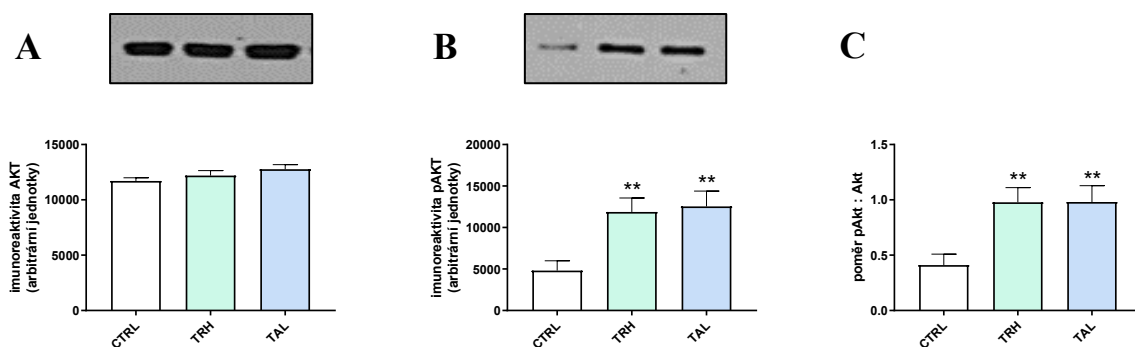 A
B
C
imunoreaktivita AKT
(arbitrární jednotky)
15000
10000
5000
0
CTRL
TRH
TAL
imunoreaktivita pAKT
(arbitrární jednotky)
20000
15000
10000
5000
0
**
**
CTRL
TRH
TAL
poměr pAkt : Akt
1.5
1.0
0.5
0.0
**
**
CTRL
TRH
TAL